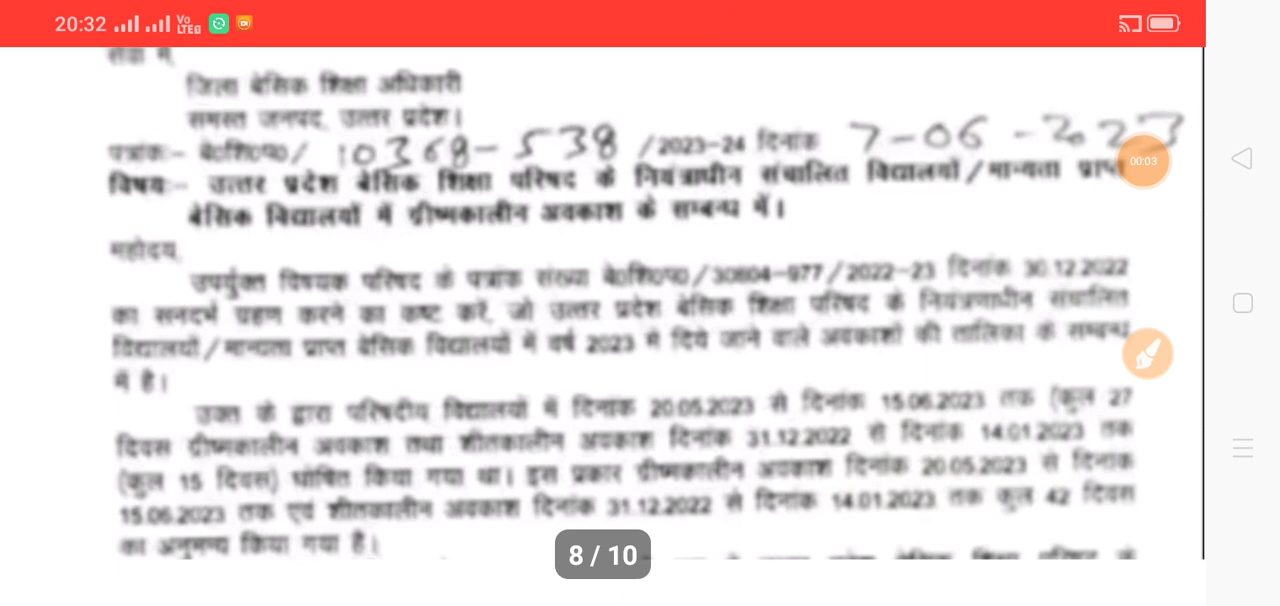 20:32 Vo LTE
सेवा में,
जिला बेसिक शिक्षा अधिकारी
समस्त जनपद, उत्तर प्रदेश।
पत्रांकः- बे०शि०प०/ 10368-538 /2023-24 दिनांक 7-06-2023
00:03
विषयः- उत्तर प्रदेश बेसिक शिक्षा परिषद के नियंत्राधीन संचालित विद्यालयों/मान्यता प्राप्त
बेसिक विद्यालयों में ग्रीष्मकालीन अवकाश के सम्बन्ध में।
महोदय,
उपर्युक्त विषयक परिषद के पत्रांक संख्या बे०शि०प०/30804-977/2022-23 दिनांक 30.12.2022
का सन्दर्भ ग्रहण करने का कष्ट करें, जो उत्तर प्रदेश बेसिक शिक्षा परिषद के नियंत्रणाधीन संचालित
विद्यालयों/मान्यता प्राप्त बेसिक विद्यालयों में वर्ष 2023 मे दिये जाने वाले अवकाशों की तालिका के सम्बन्ध
में है।
उक्त के द्वारा परिषदीय विद्यालयों में दिनांक 20.05.2023 से दिनांक 15.06.2023 तक (कुल 27
दिवस ग्रीष्मकालीन अवकाश तथा शीतकालीन अवकाश दिनांक 31.12.2022 से दिनांक 14.01.2023 तक
(कुल 15 दिवस) घोषित किया गया था। इस प्रकार ग्रीष्मकालीन अवकाश दिनांक 20.05.2023 से दिनांक
15.06.2023 तक एवं शीतकालीन अवकाश दिनांक 31.12.2022 से दिनांक 14.01.2023 तक कुल 42 दिवस
का अनुमन्य किया गया है।
8 / 10